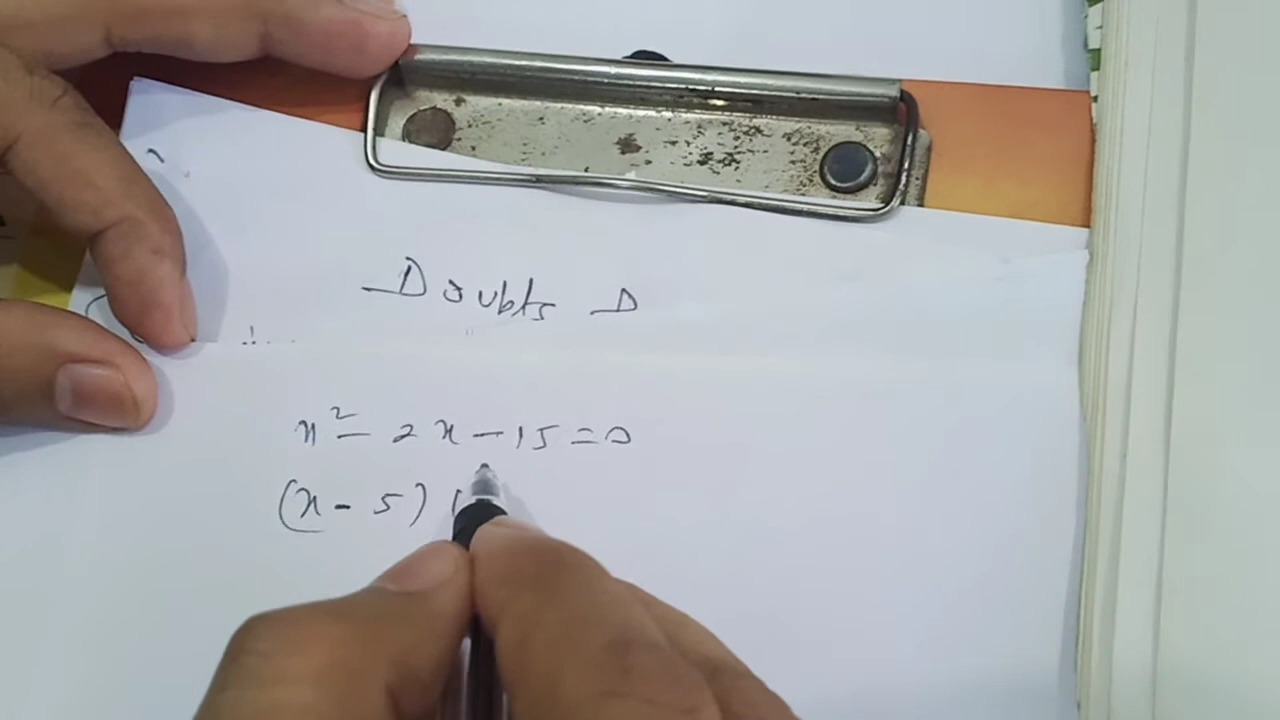 Doubts D
x² - 2x - 15 = 0
(x - 5) (